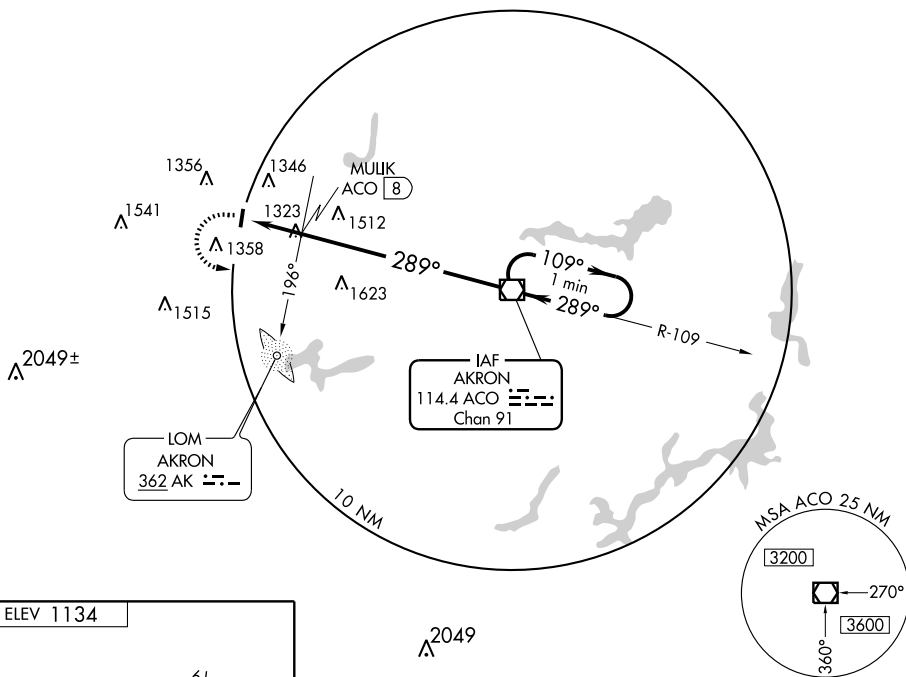 1356
1346
MULIK
ACO 8
1541
1323
1512
1358
289°
109°
1 min
289°
196°
1623
1515
R-109
2049±
IAF
AKRON
114.4 ACO
Chan 91
LOM
AKRON
362 AK
10 NM
MSA ACO 25 NM
3200
270°
3600
360°
ELEV 1134
2049